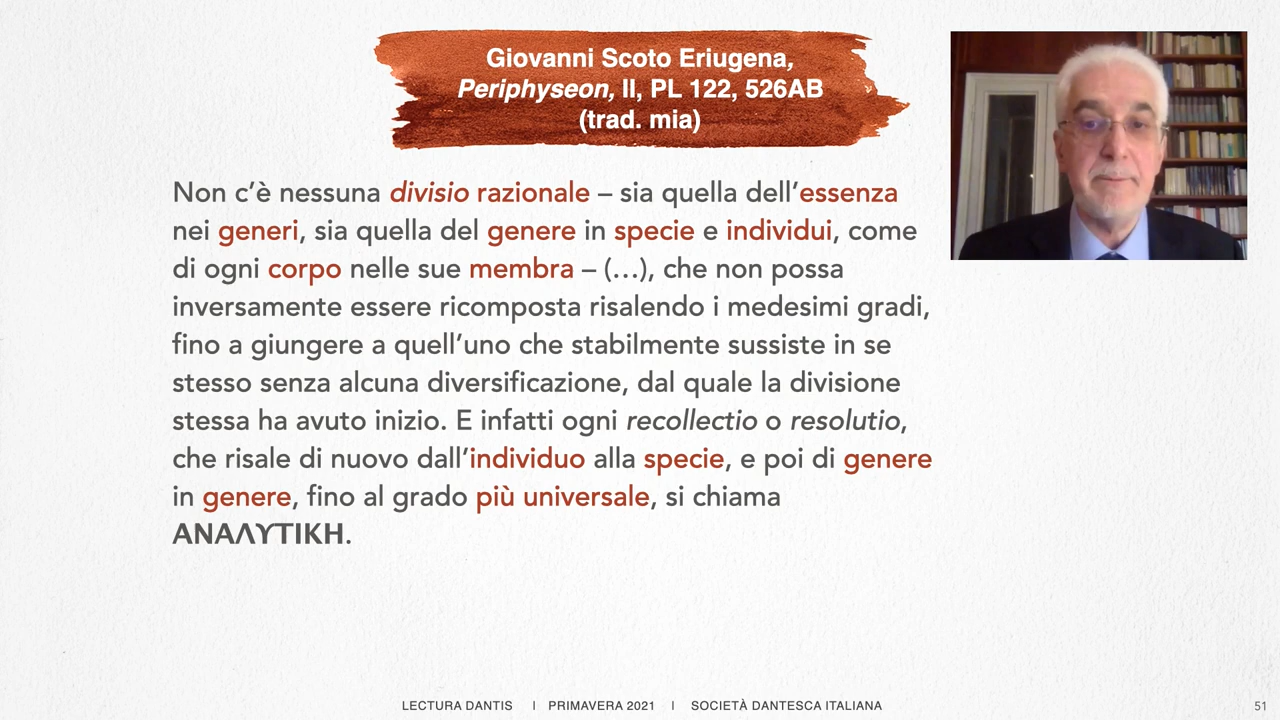 Giovanni Scoto Eriugena,
Periphyseon, II, PL 122, 526AB
(trad. mia)
Non c’è nessuna divisio razionale – sia quella dell’essenza
nei generi, sia quella del genere in specie e individui, come
di ogni corpo nelle sue membra – (…), che non possa
inversamente essere ricomposta risalendo i medesimi gradi,
fino a giungere a quell’uno che stabilmente sussiste in se
stesso senza alcuna diversificazione, dal quale la divisione
stessa ha avuto inizio. E infatti ogni recollectio o resolutio,
che risale di nuovo dall’individuo alla specie, e poi di genere
in genere, fino al grado più universale, si chiama
ΑΝΑΛΥΤΙΚΗ.
LECTURA DANTIS | PRIMAVERA 2021 | SOCIETÀ DANTESCA ITALIANA
51